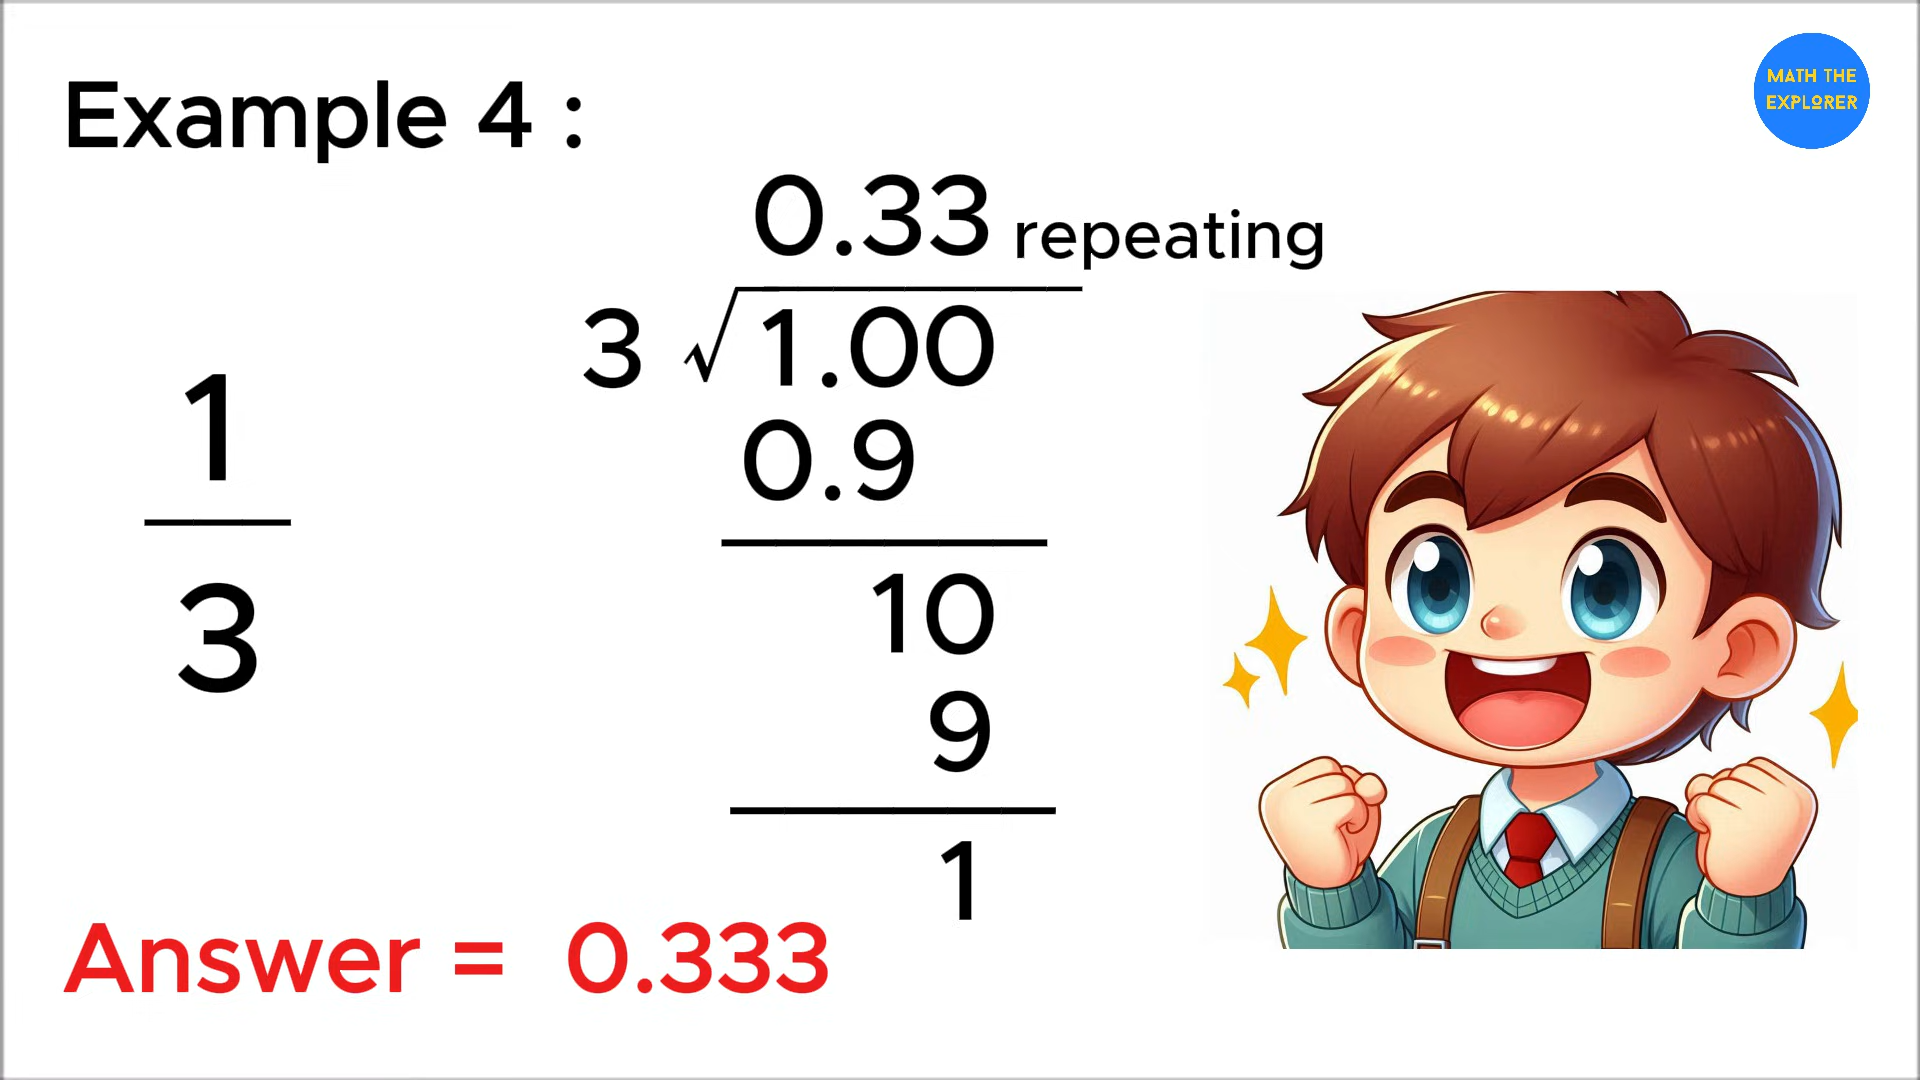 Example 4 :
MATH THE
EXPLORER
0.33 repeating
3 √ 1.00
0.9
10
9
1
1
3
Answer = 0.333